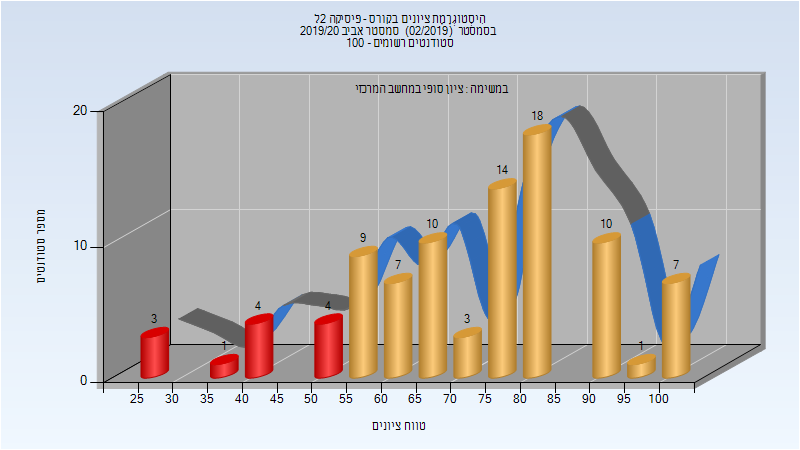 היסטוגרמת ציונים בקורס - פיסיקה 2ל
בסמסטר (02/2019) סמסטר אביב 2019/20
סטודנטים רשומים - 100
במשימה : ציון סופי במחשב המרכזי
מספר סטודנטים
20
10
0
3
1
4
4
9
7
10
3
14
18
10
1
7
25 30 35 40 45 50 55 60 65 70 75 80 85 90 95 100
טווח ציונים